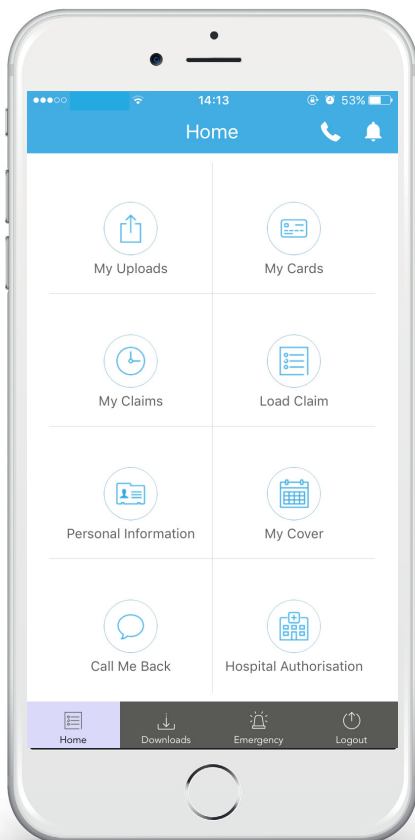 14:13 53%
Home
My Uploads My Cards
My Claims Load Claim
Personal Information My Cover
Call Me Back Hospital Authorisation
Home Downloads Emergency Logout